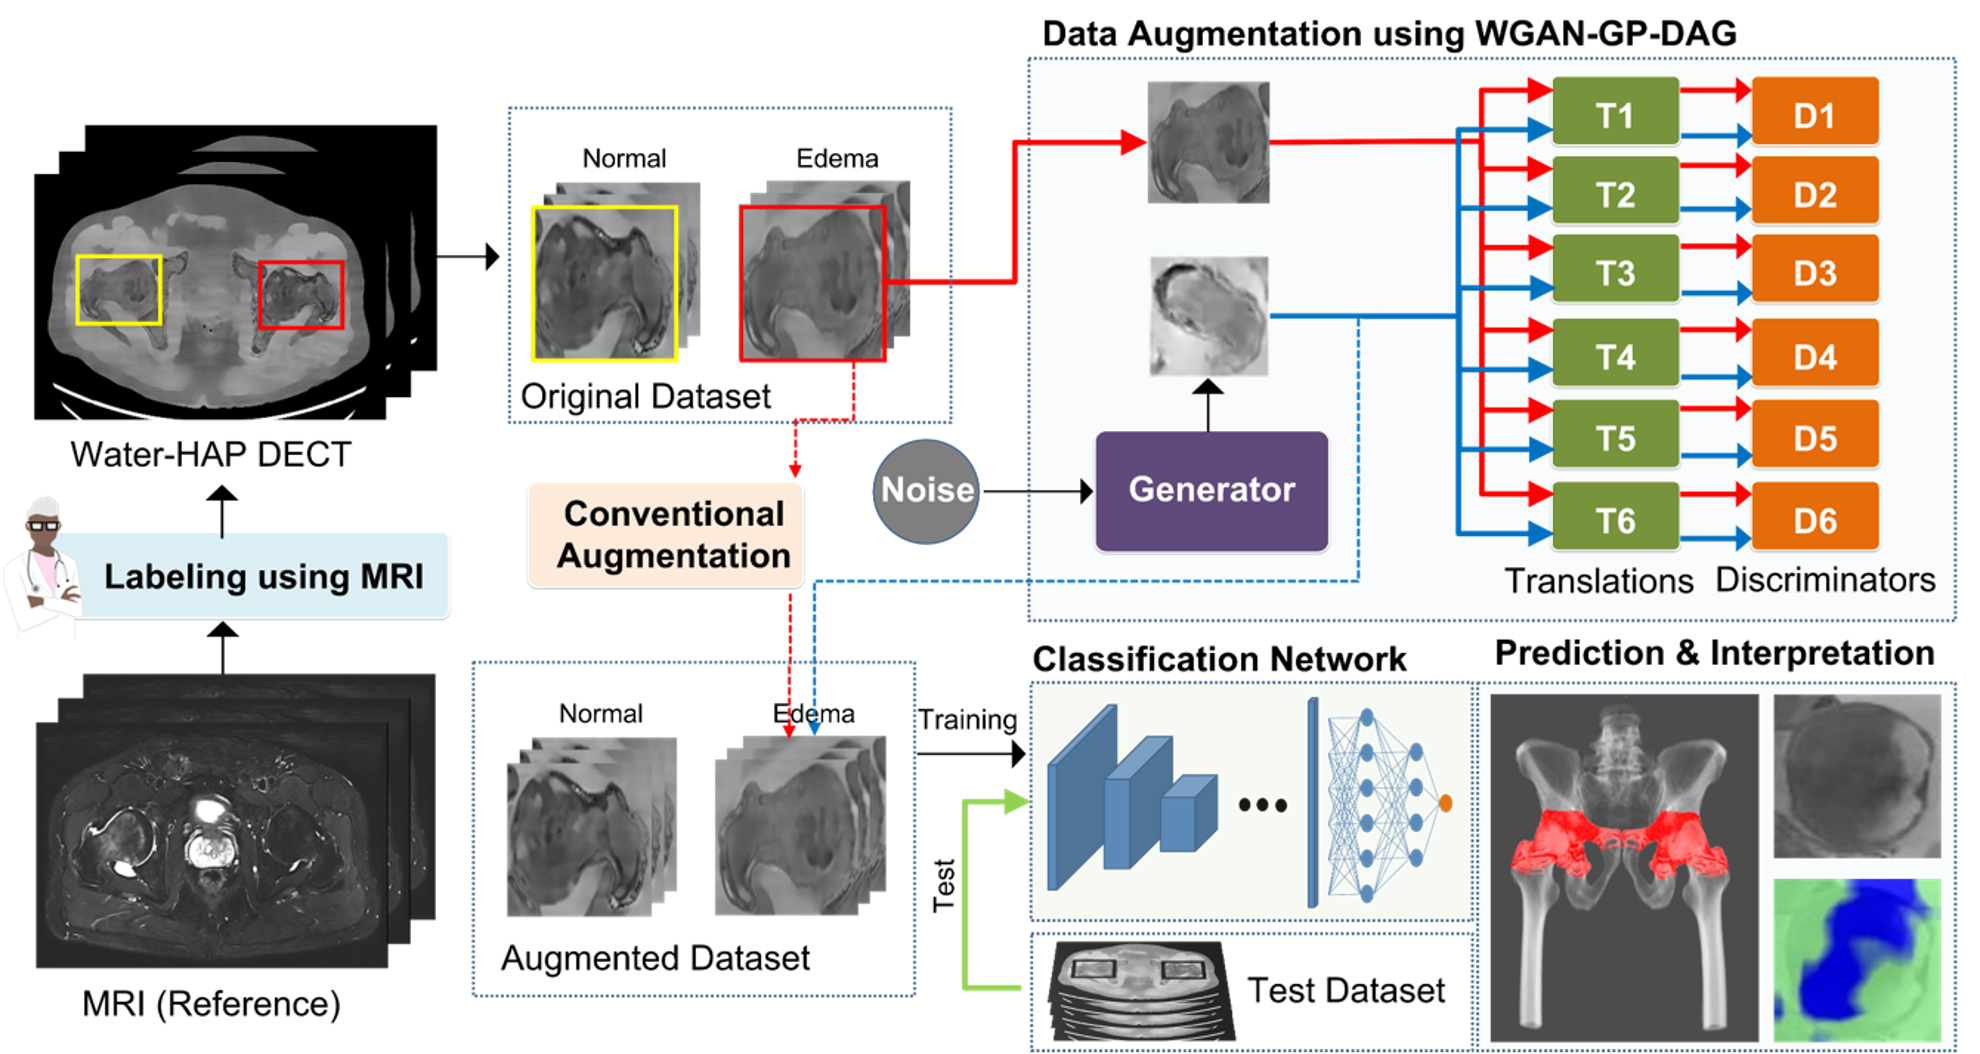 Data Augmentation using WGAN-GP-DAG
Normal
Edema
Original Dataset
Water-HAP DECT
Labeling using MRI
MRI (Reference)
Conventional
Augmentation
Noise
Generator
T1
D1
T2
D2
T3
D3
T4
D4
T5
D5
T6
D6
Translations
Discriminators
Normal
Edema
Augmented Dataset
Training
Test
Classification Network
Test Dataset
Prediction & Interpretation